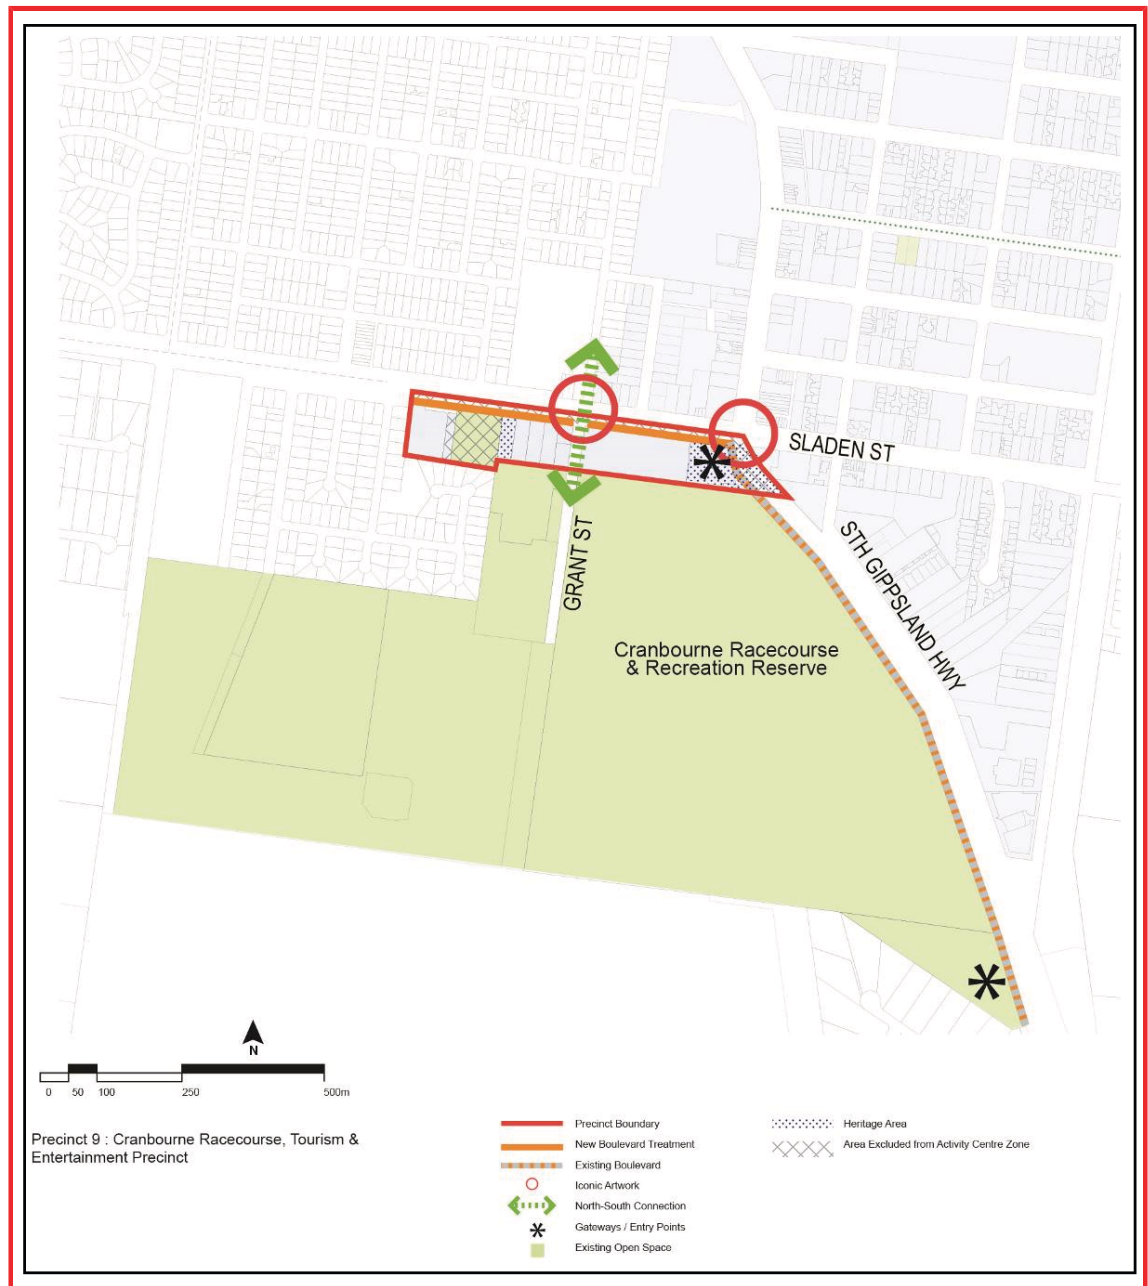 SLADEN ST
GRANT ST
STH GIPPSLAND HWY
Cranbourne Racecourse
& Recreation Reserve
N
0 50 100 250 500m
Precinct 9 : Cranbourne Racecourse, Tourism &
Entertainment Precinct
Precinct Boundary
New Boulevard Treatment
Existing Boulevard
Iconic Artwork
North-South Connection
Gateways / Entry Points
Existing Open Space
Heritage Area
Area Excluded from Activity Centre Zone